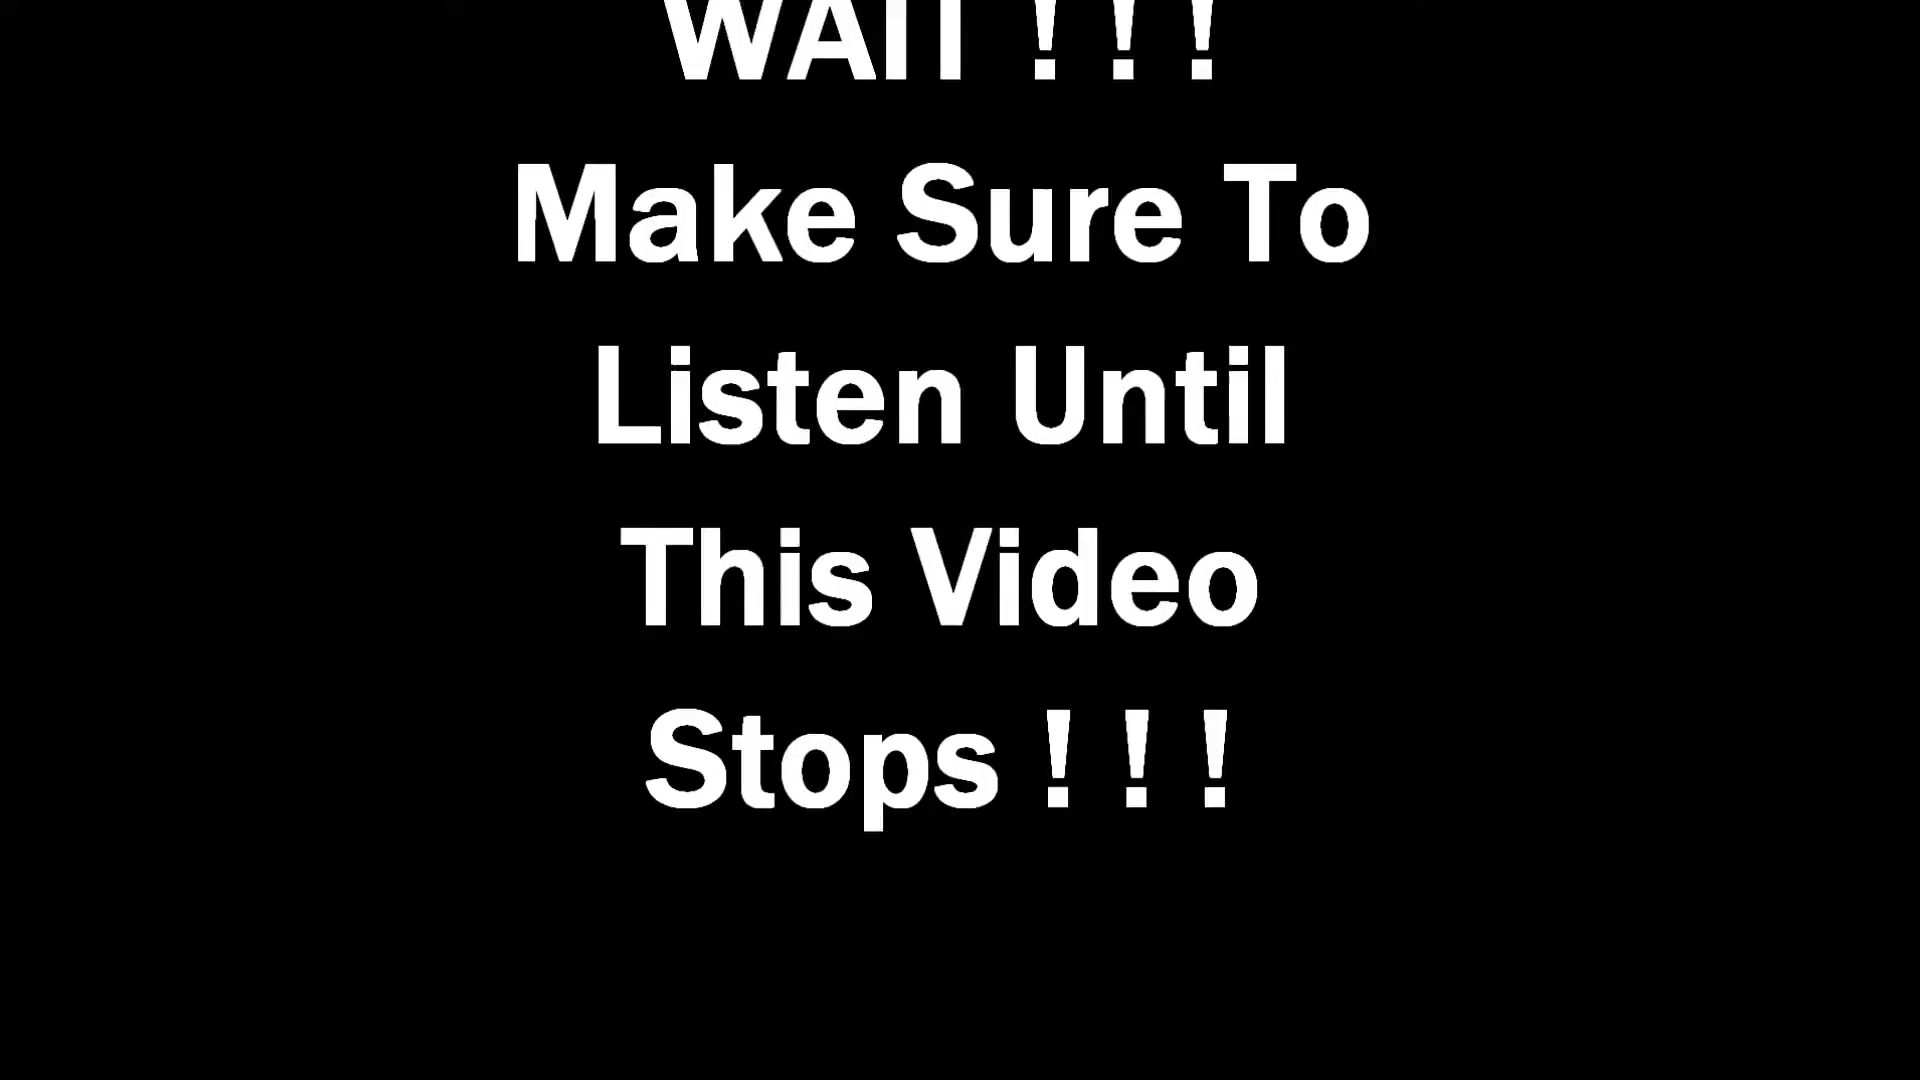 WAIT ! ! !
Make Sure To
Listen Until
This Video
Stops ! ! !